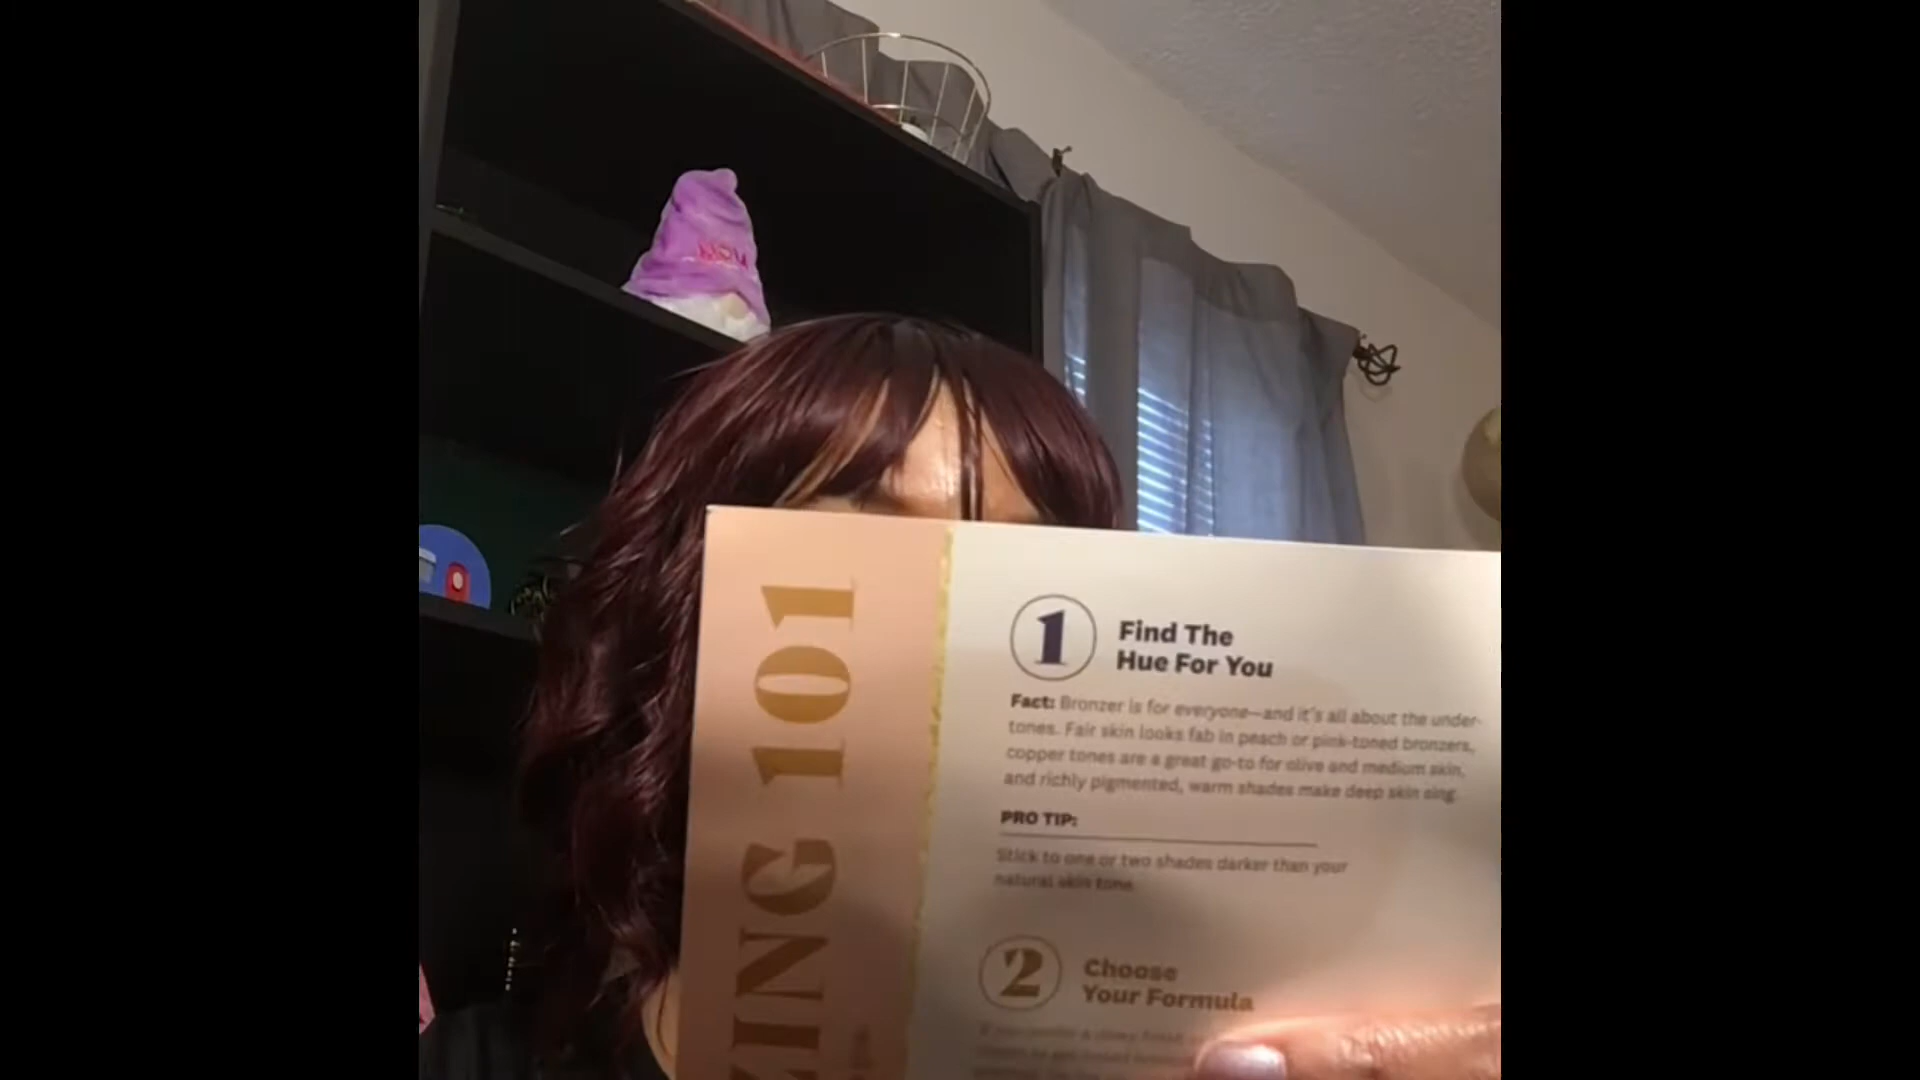 MOM
ZING 101
1
Find The
Hue For You
Fact: Bronzer is for everyone—and it's all about the under-
tones. Fair skin looks fab in peach or pink-toned bronzers,
copper tones are a great go-to for olive and medium skin,
and richly pigmented, warm shades make deep skin sing.
PRO TIP:
Stick to one or two shades darker than your
natural skin tone.
2
Choose
Your Formula